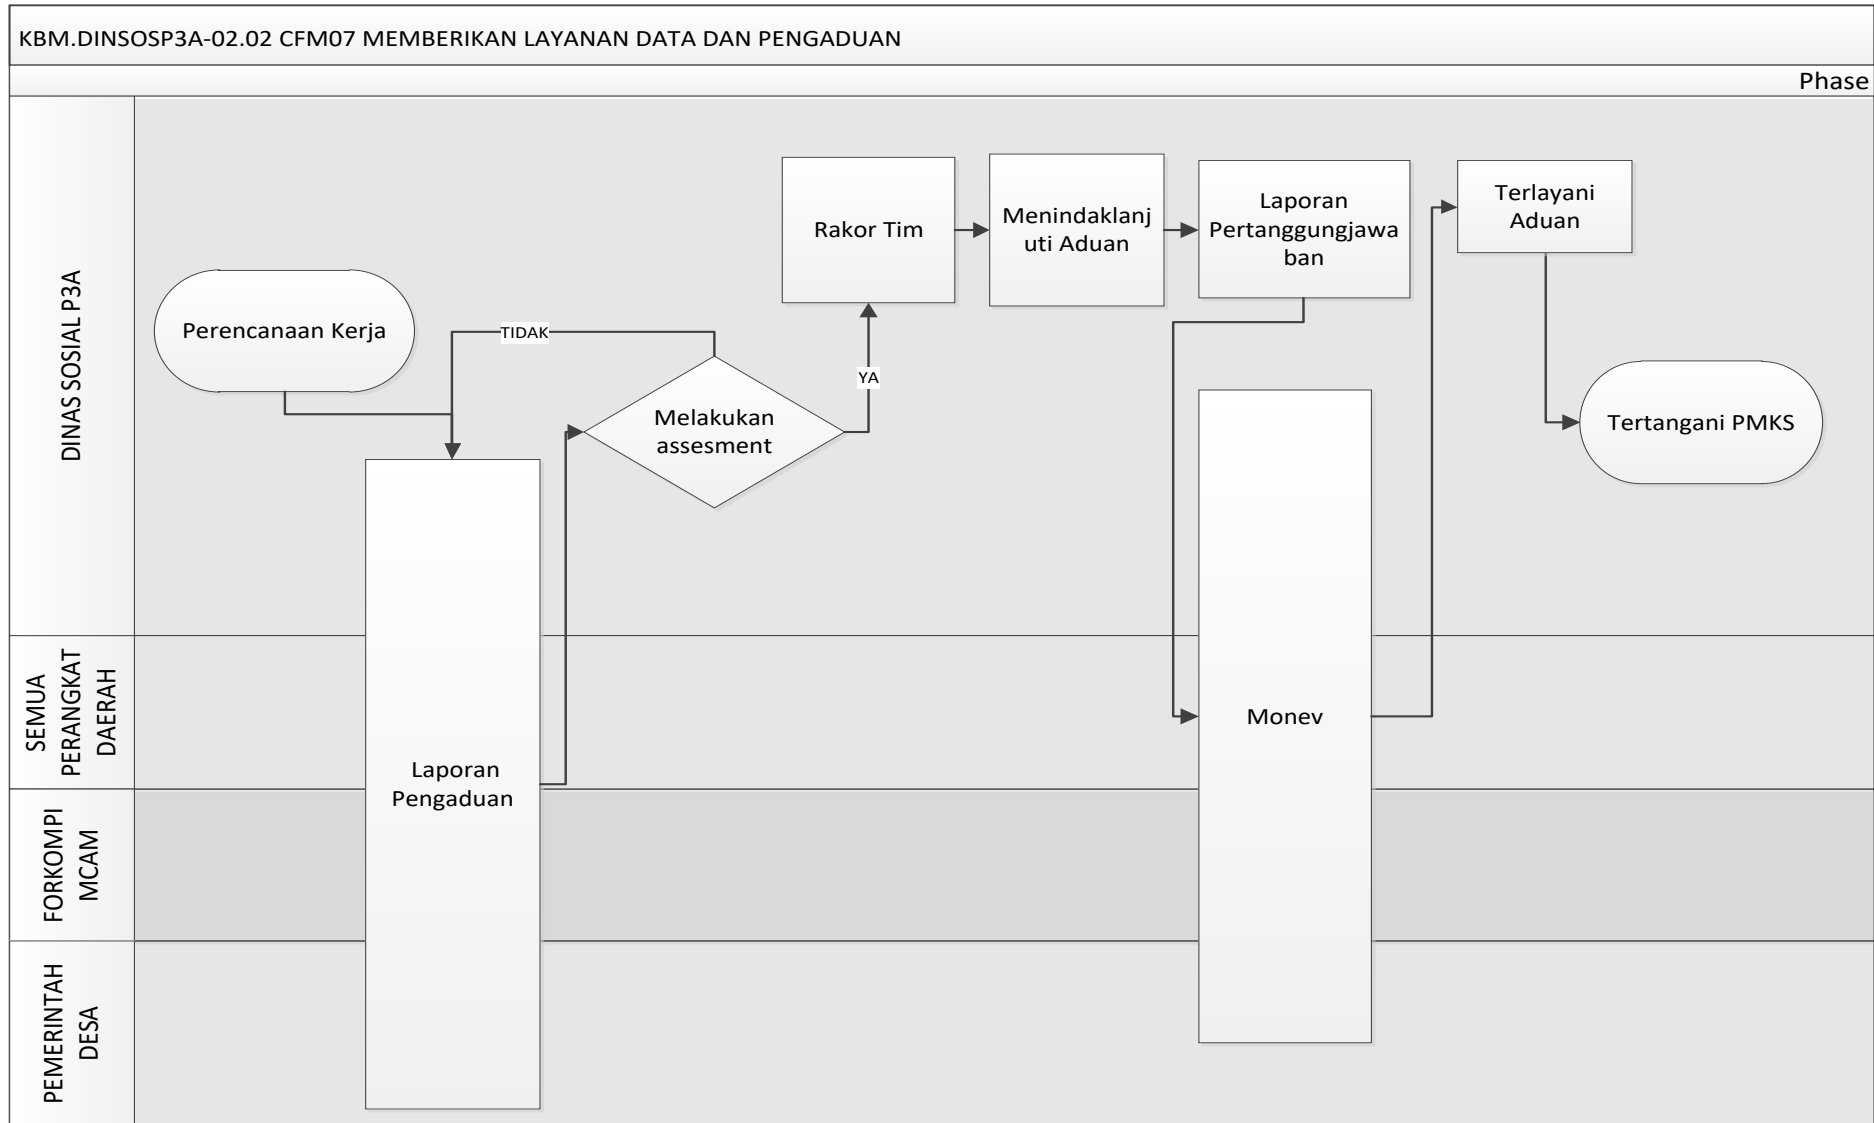 KBM.DINSOSP3A-02.02 CFM07 MEMBERIKAN LAYANAN DATA DAN PENGADUAN
Phase
DINAS SOSIAL P3A
Perencanaan Kerja
TIDAK
Melakukan
assesment
YA
Rakor Tim
Menindaklanj
uti Aduan
Laporan
Pertanggungjawa
ban
Terlayani
Aduan
Tertangani PMKS
SEMUA
PERANGKAT
DAERAH
Laporan
Pengaduan
Monev
FORKOMPI
MCAM
PEMERINTAH
DESA